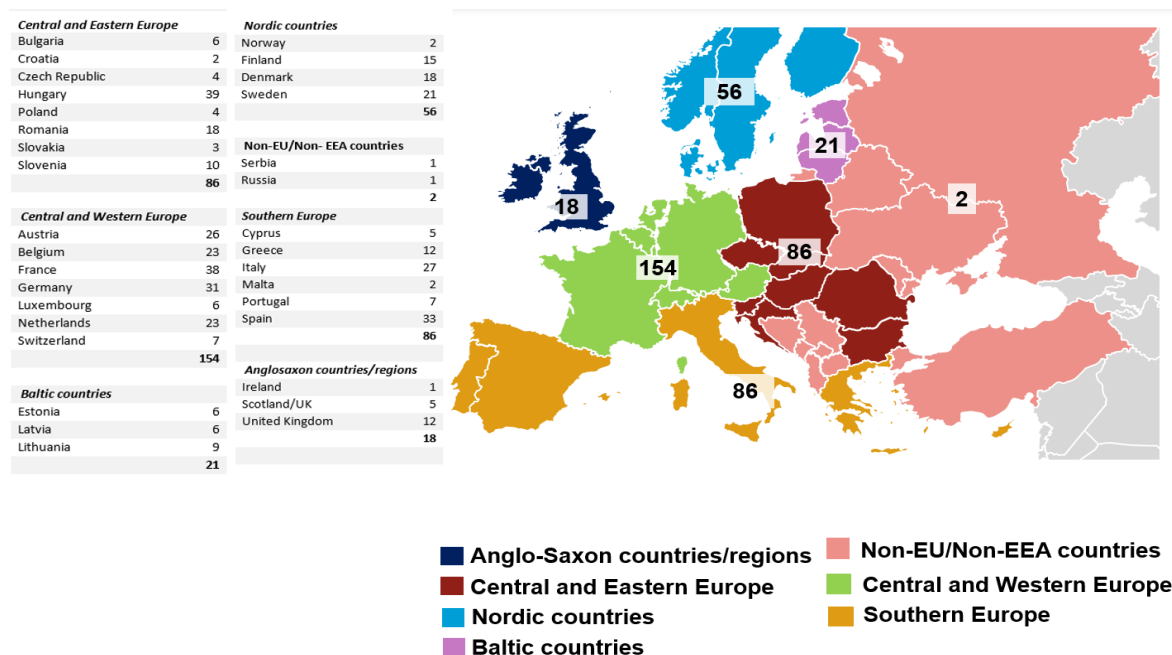 Central and Eastern Europe
Bulgaria 6
Croatia 2
Czech Republic 4
Hungary 39
Poland 4
Romania 18
Slovakia 3
Slovenia 10
86
Central and Western Europe
Austria 26
Belgium 23
France 38
Germany 31
Luxembourg 6
Netherlands 23
Switzerland 7
154
Baltic countries
Estonia 6
Latvia 6
Lithuania 9
21
Nordic countries
Norway 2
Finland 15
Denmark 18
Sweden 21
56
Non-EU/Non- EEA countries
Serbia 1
Russia 1
2
Southern Europe
Cyprus 5
Greece 12
Italy 27
Malta 2
Portugal 7
Spain 33
86
Anglosaxon countries/regions
Ireland 1
Scotland/UK 5
United Kingdom 12
18
56
21
18
2
86
154
86
Anglo-Saxon countries/regions
Central and Eastern Europe
Nordic countries
Baltic countries
Non-EU/Non-EEA countries
Central and Western Europe
Southern Europe